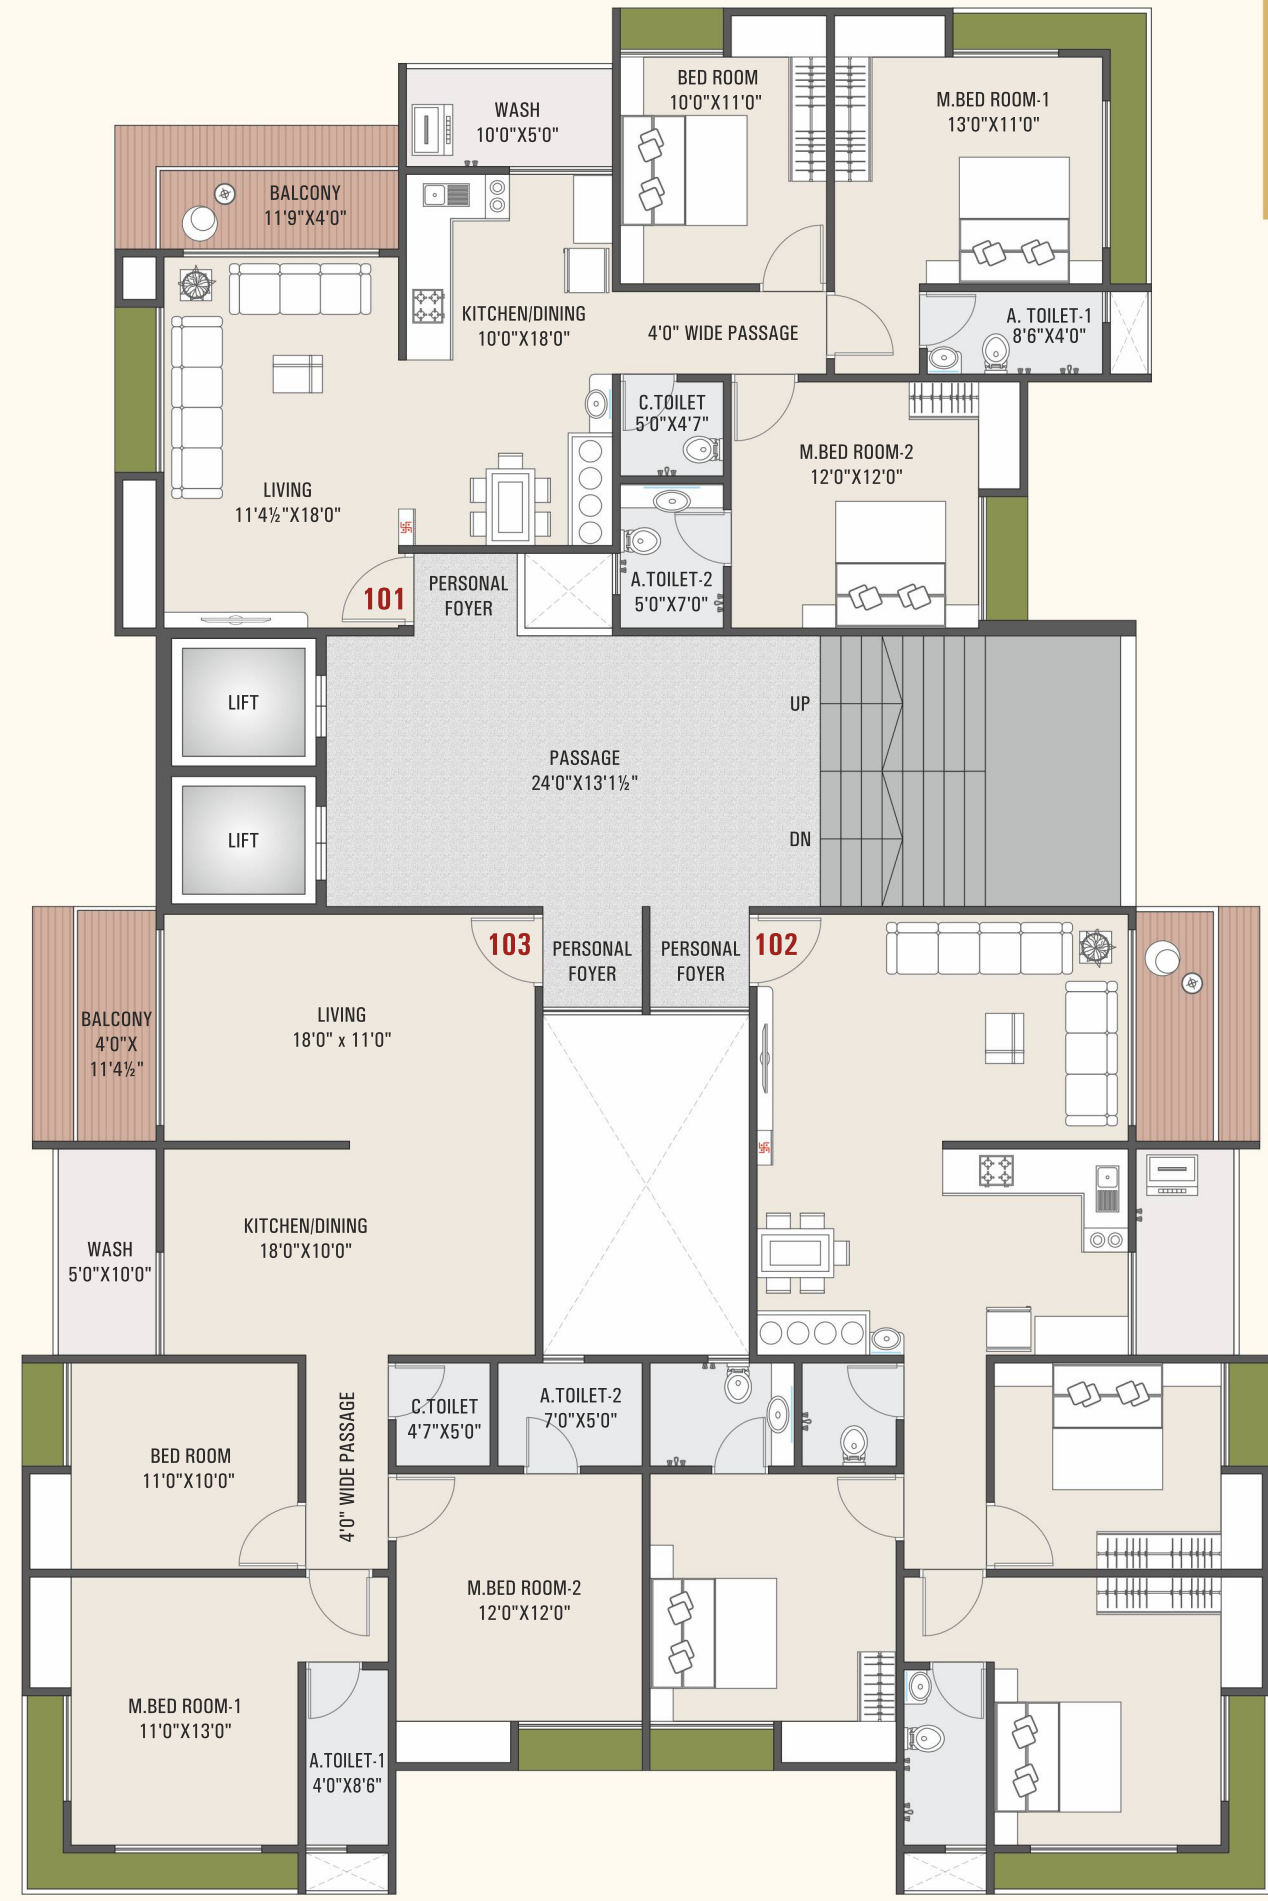 BED ROOM
10'0"X11'0"
M.BED ROOM-1
13'0"X11'0"
WASH
10'0"X5'0"
BALCONY
11'9"X4'0"
KITCHEN/DINING
10'0"X18'0"
4'0" WIDE PASSAGE
A. TOILET-1
8'6"X4'0"
C.TOILET
5'0"X4'7"
M.BED ROOM-2
12'0"X12'0"
LIVING
11'4½"X18'0"
A.TOILET-2
5'0"X7'0"
101
PERSONAL
FOYER
LIFT
UP
PASSAGE
24'0"X13'1½"
LIFT
DN
103
PERSONAL
FOYER
PERSONAL
FOYER
102
LIVING
18'0" x 11'0"
BALCONY
4'0"X
11'4½"
KITCHEN/DINING
18'0"X10'0"
WASH
5'0"X10'0"
C.TOILET
4'7"X5'0"
A.TOILET-2
7'0"X5'0"
BED ROOM
11'0"X10'0"
4'0" WIDE PASSAGE
M.BED ROOM-2
12'0"X12'0"
M.BED ROOM-1
11'0"X13'0"
A.TOILET-1
4'0"X8'6"